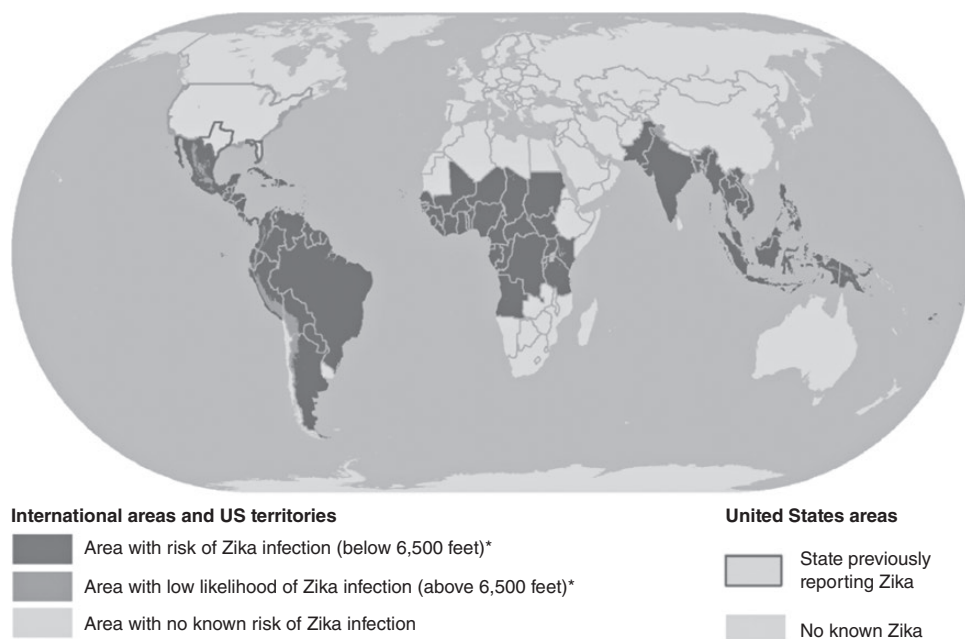 International areas and US territories
Area with risk of Zika infection (below 6,500 feet)*
Area with low likelihood of Zika infection (above 6,500 feet)*
Area with no known risk of Zika infection
United States areas
State previously
reporting Zika
No known Zika